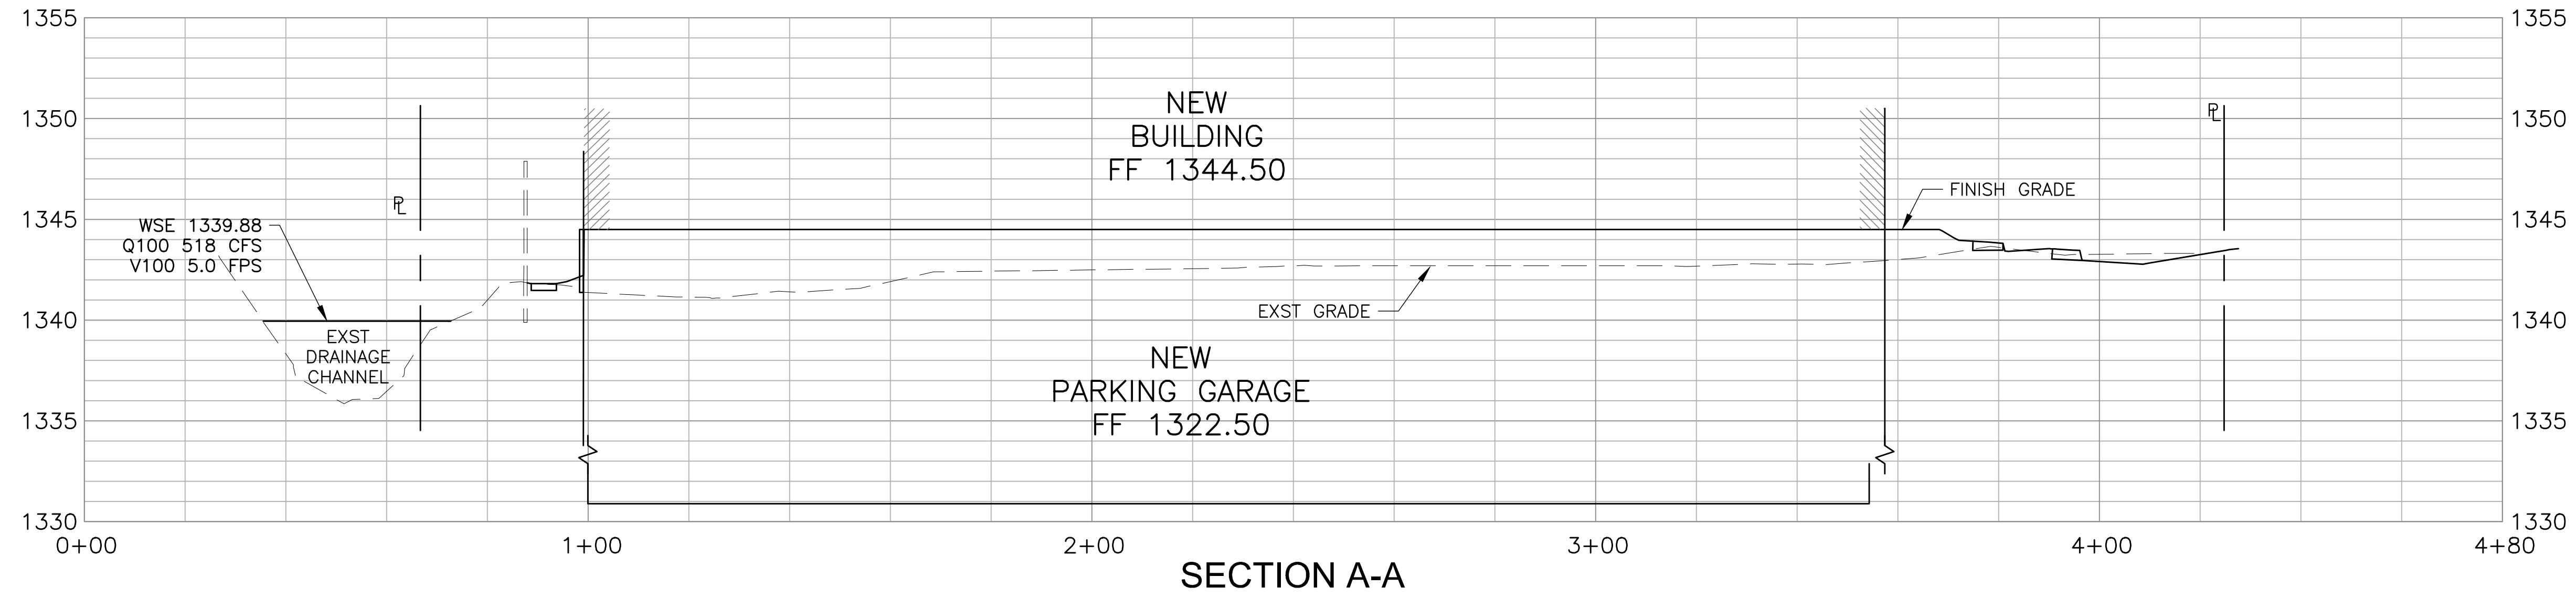 1355
1355
1350
NEW
BUILDING
FF 1344.50
PL
1350
1345
PL
WSE 1339.88
Q100 518 CFS
V100 5.0 FPS
FINISH GRADE
1345
1340
EXST GRADE
1340
EXST
DRAINAGE
CHANNEL
NEW
PARKING GARAGE
FF 1322.50
1335
1335
1330
1330
0+00
1+00
2+00
3+00
4+00
4+80
SECTION A-A